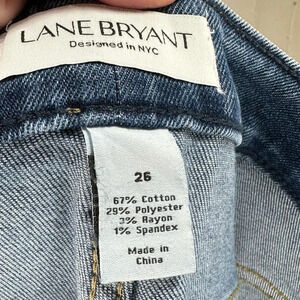 LANE BRYANT
Designed in NYC
26
67% Cotton
29% Polyester
3% Rayon
1% Spandex
Made in
China